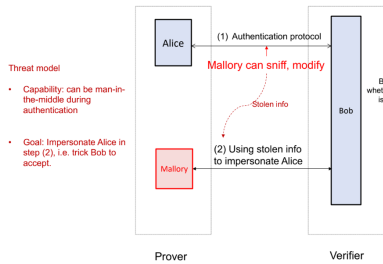 Alice
(1) Authentication protocol
Threat model
Mallory can sniff, modify
• Capability: can be man-in-
the-middle during
authentication
Stolen info
Bob
• Goal: Impersonate Alice in
step (2), i.e. trick Bob to
accept.
Mallory
(2) Using stolen info
to impersonate Alice
B
whet
is
Prover
Verifier